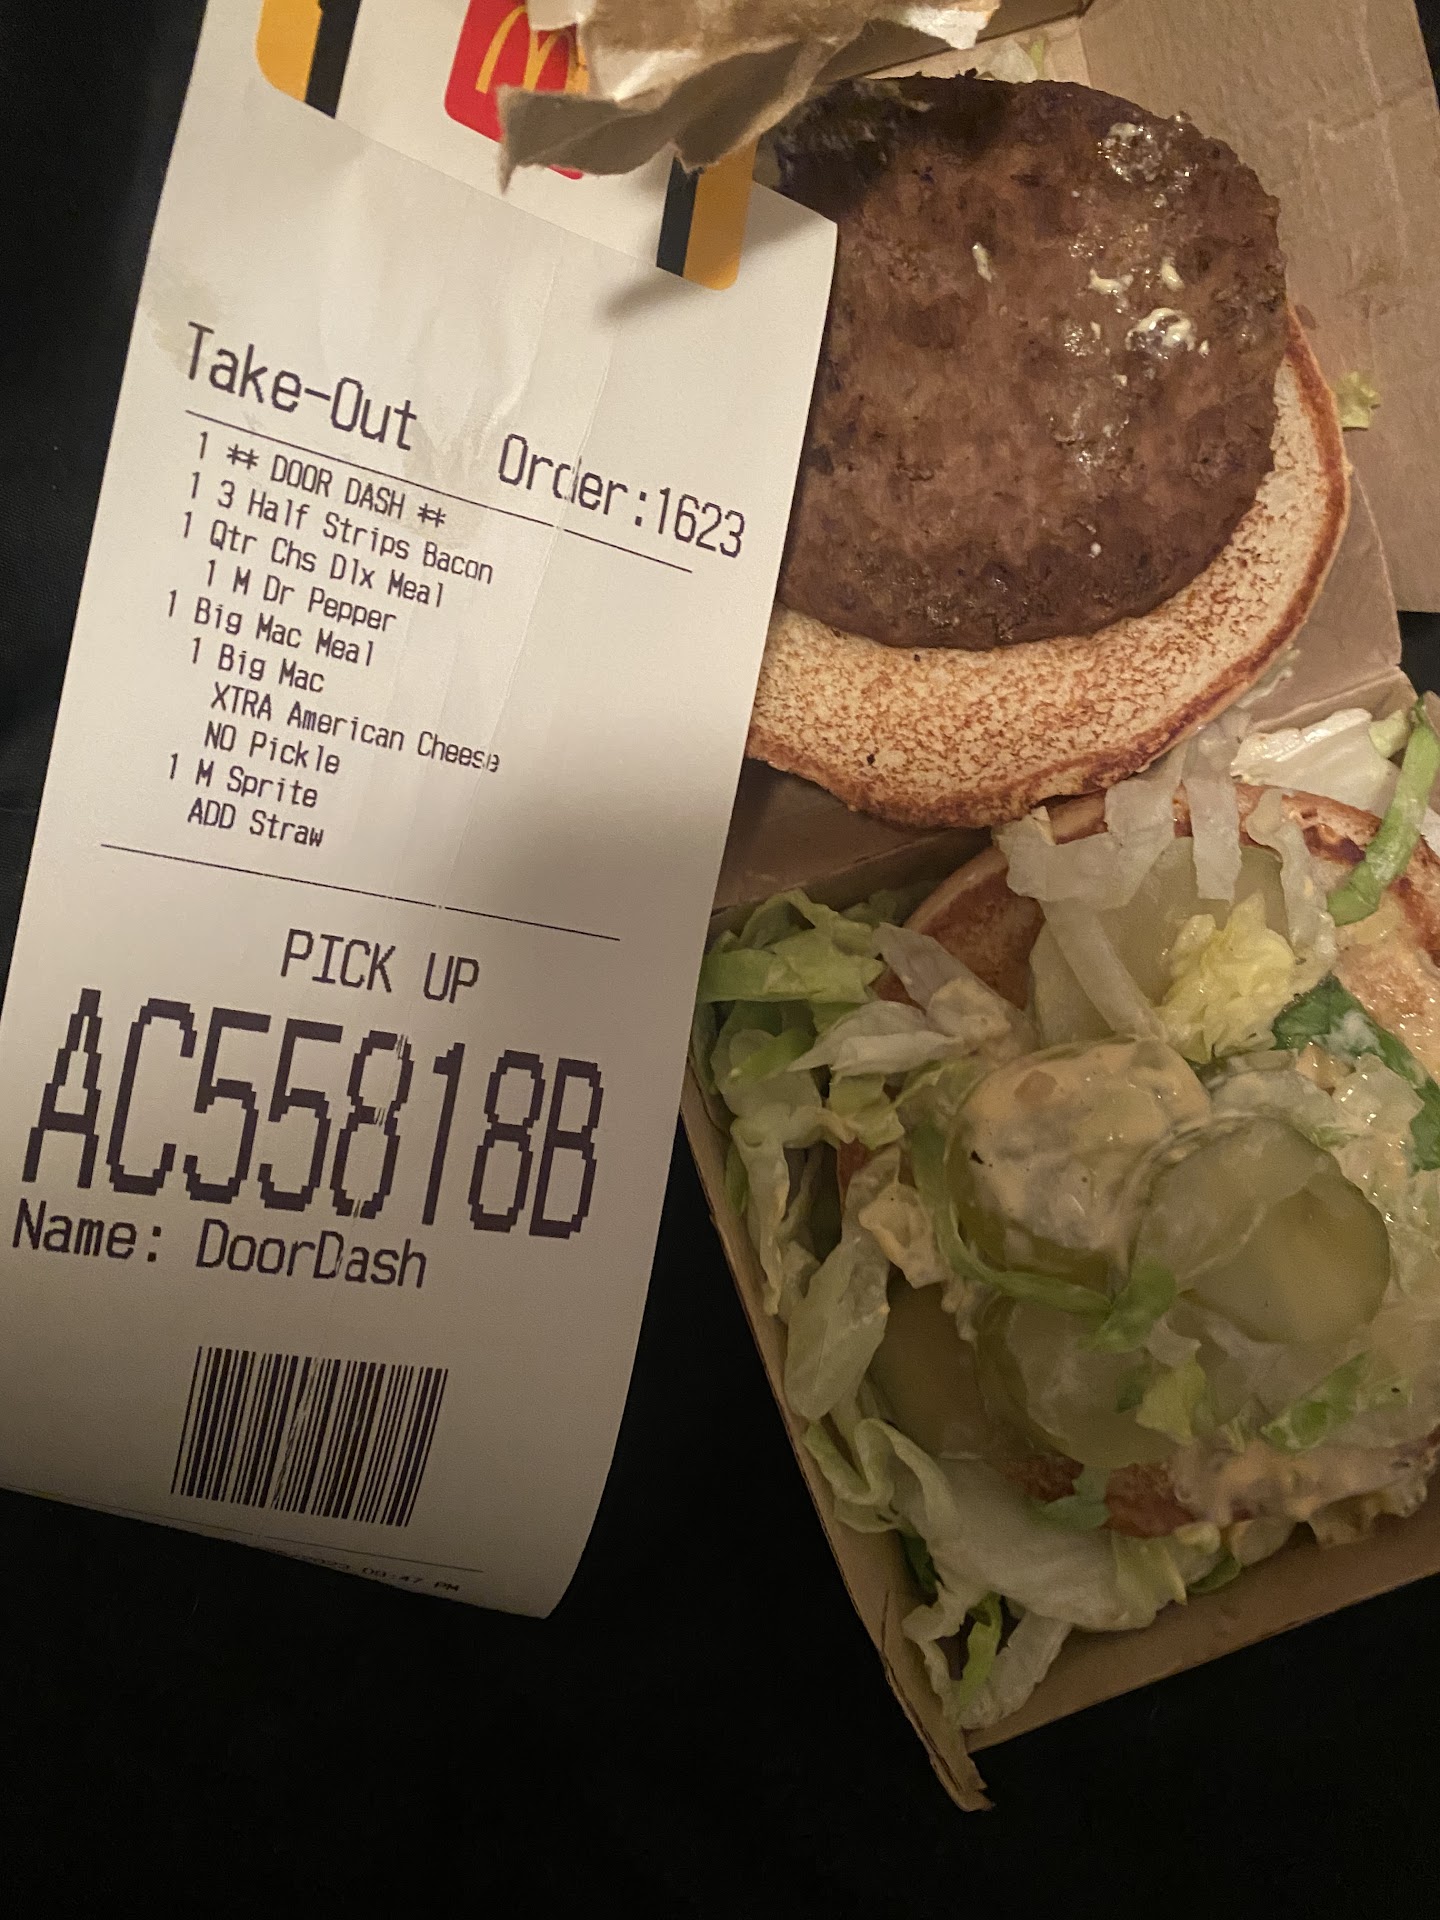 Take-Out Order:1623
1 ** DOOR DASH **
1 3 Half Strips Bacon
1 Qtr Chs Dlx Meal
1 M Dr Pepper
1 Big Mac Meal
1 Big Mac
XTRA American Cheese
NO Pickle
1 M Sprite
ADD Straw
PICK UP
AC55818B
Name: DoorDash
:47 PM